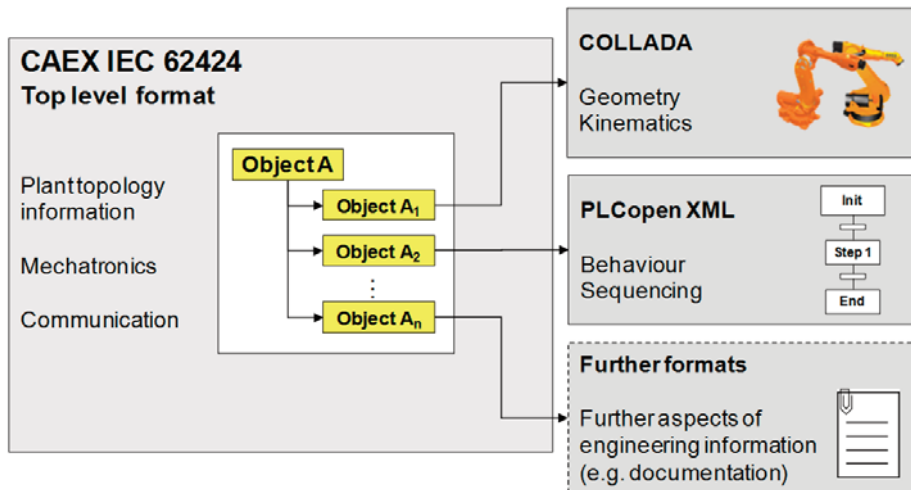 CAEX IEC 62424
Top level format
Plant topology
information
Mechatronics
Communication
Object A
Object A1
Object A2
⋮
Object An
COLLADA
Geometry
Kinematics
PLCopen XML
Behaviour
Sequencing
Init
Step 1
End
Further formats
Further aspects of
engineering information
(e.g. documentation)